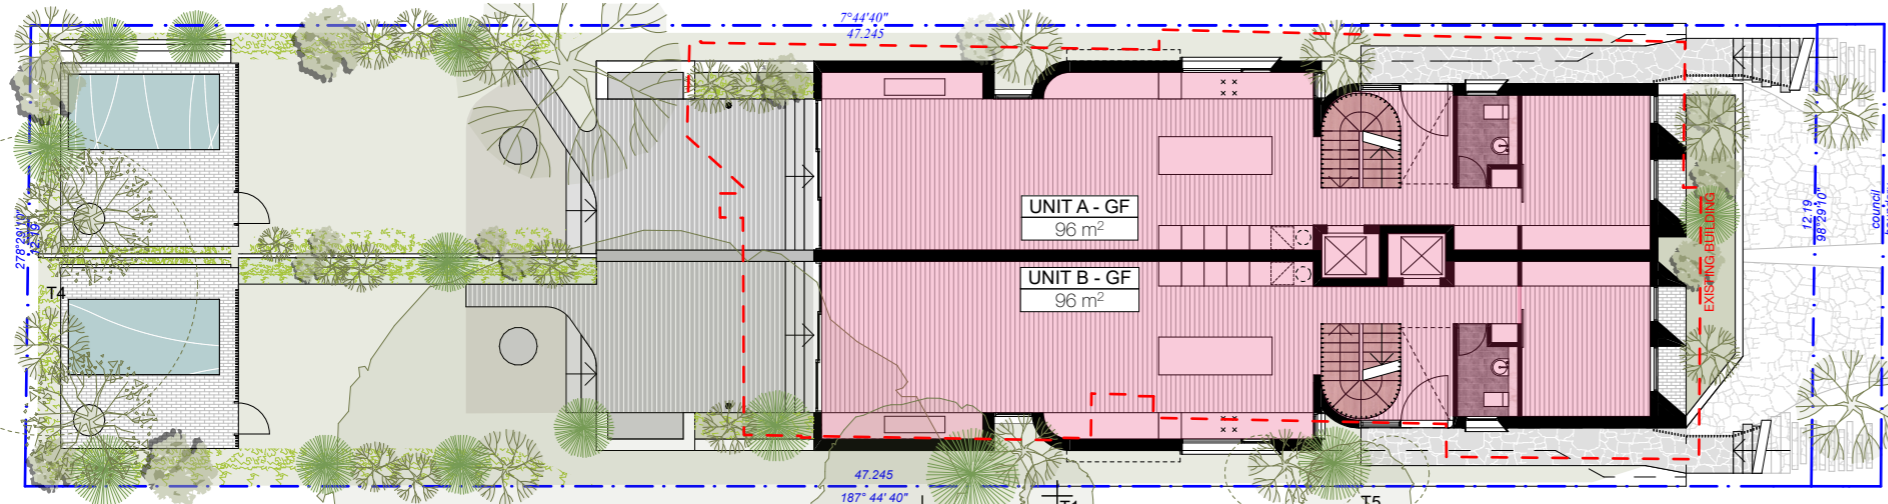 7°44'40"
47.245
UNIT A - GF
96 m²
UNIT B - GF
96 m²
278°29'10"
12.19
T4
EXISTING BUILDING
12.19
98°29'10"
council
47.245
187° 44' 40"
T5